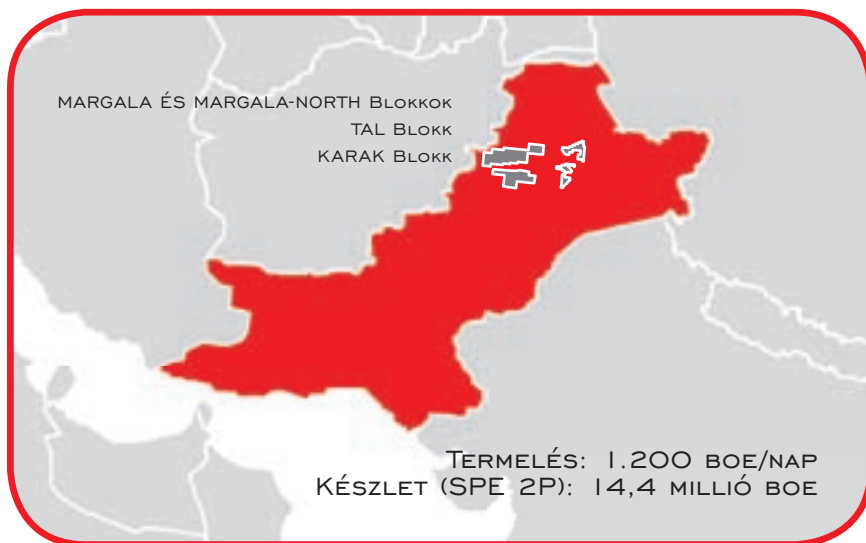 MARGALA ÉS MARGALA-NORTH BLOKKOK
TAL BLOKK
KARAK BLOKK
TERMELÉS: 1.200 BOE/NAP
KÉSZLET (SPE 2P): 14,4 MILLIÓ BOE